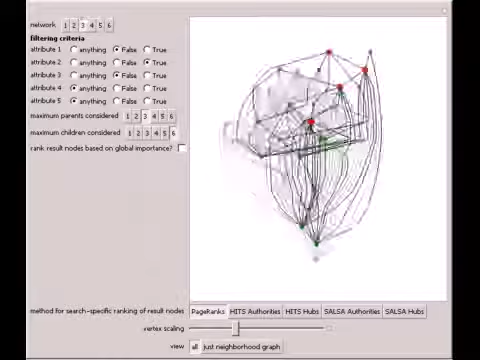 network 1 2 3 4 5 6
filtering criteria
attribute 1 anything False True
attribute 2 anything False True
attribute 3 anything False True
attribute 4 anything False True
attribute 5 anything False True
maximum parents considered 1 2 3 4 5 6
maximum children considered 1 2 3 4 5 6
rank result nodes based on global importance?
method for search-specific ranking of result nodes PageRanks HITS Authorities HITS Hubs SALSA Authorities SALSA Hubs
vertex scaling
view all just neighborhood graph